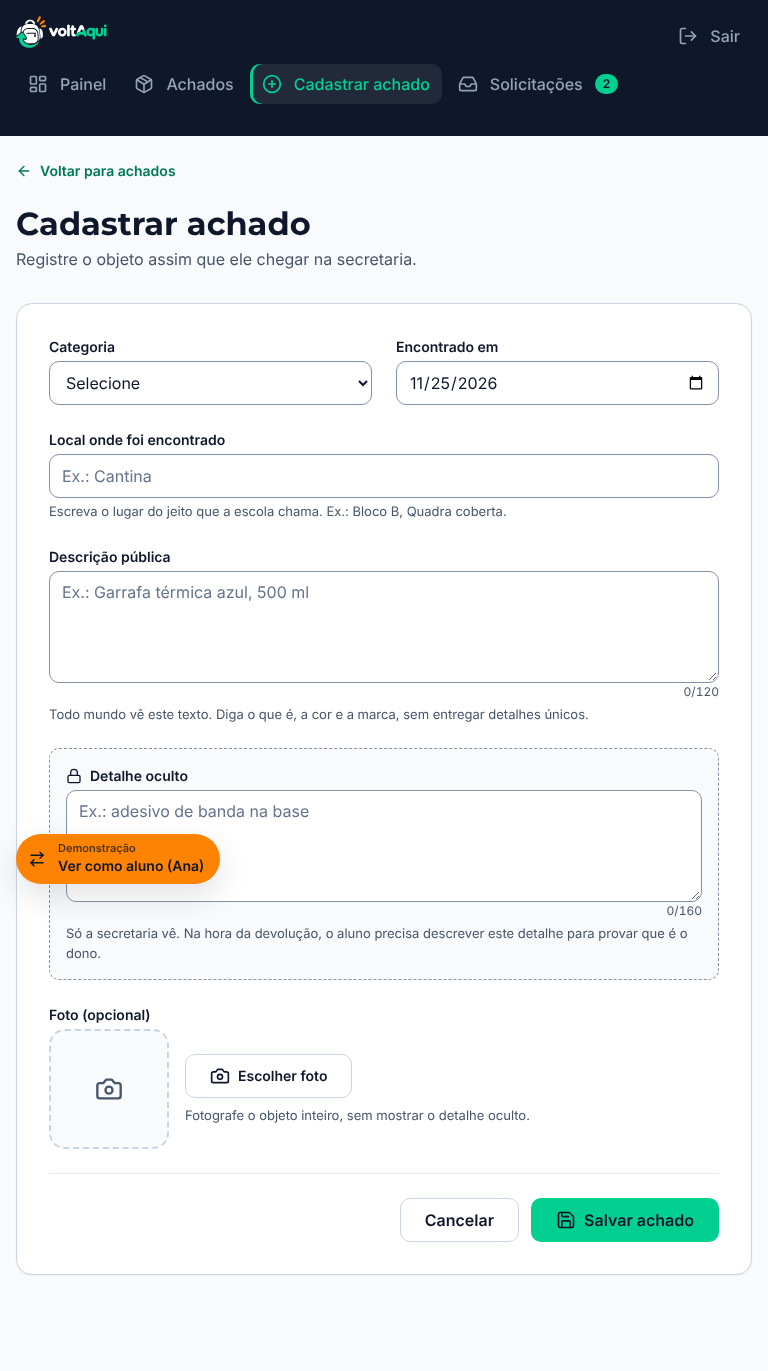 voltAqui
Sair
Painel
Achados
Cadastrar achado
Solicitações
2
Voltar para achados
Cadastrar achado
Registre o objeto assim que ele chegar na secretaria.
Categoria
Encontrado em
Selecione
11/25/2026
Local onde foi encontrado
Ex.: Cantina
Escreva o lugar do jeito que a escola chama. Ex.: Bloco B, Quadra coberta.
Descrição pública
Ex.: Garrafa térmica azul, 500 ml
0/120
Todo mundo vê este texto. Diga o que é, a cor e a marca, sem entregar detalhes únicos.
Detalhe oculto
Ex.: adesivo de banda na base
Demonstração
Ver como aluno (Ana)
0/160
Só a secretaria vê. Na hora da devolução, o aluno precisa descrever este detalhe para provar que é o
dono.
Foto (opcional)
Escolher foto
Fotografe o objeto inteiro, sem mostrar o detalhe oculto.
Cancelar
Salvar achado